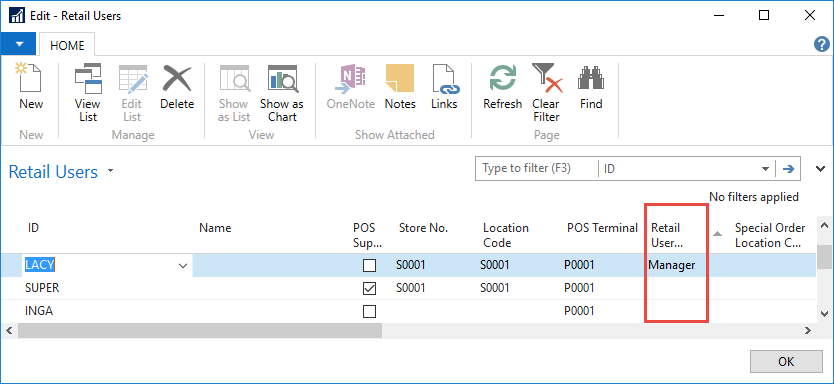 Edit - Retail Users
HOME
New
View List
Edit List
Delete
Show as List
Show as Chart
OneNote
Notes
Links
Refresh
Clear Filter
Find
New
Manage
View
Show Attached
Page
Retail Users
Type to filter (F3)
ID
No filters applied
ID Name POS Sup... Store No. Location Code POS Terminal Retail User... Special Order Location C...
LACY S0001 S0001 P0001 Manager
SUPER S0001 S0001 P0001
INGA P0001
OK